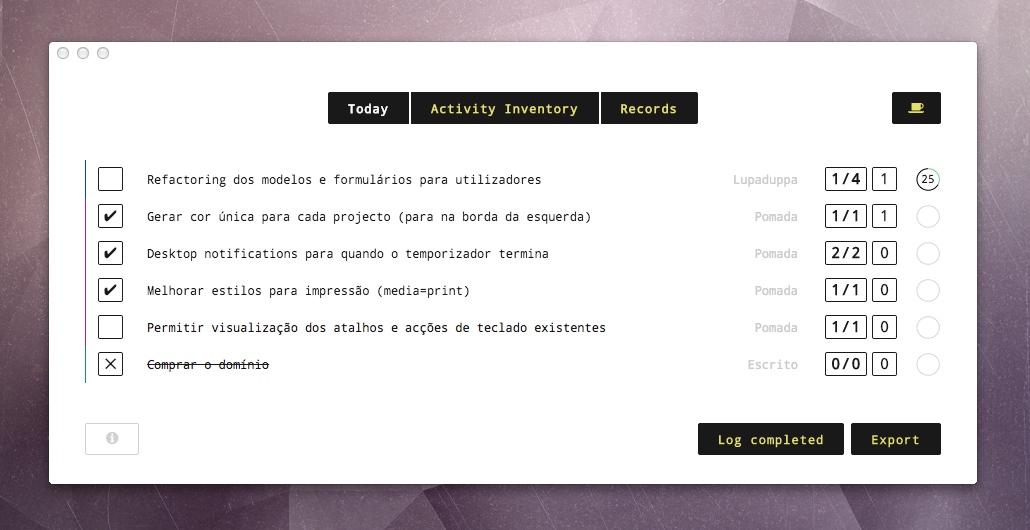 Today Activity Inventory Records
Refactoring dos modelos e formulários para utilizadores Lupaduppa 1/4 1 25
Gerar cor única para cada projecto (para na borda da esquerda) Pomada 1/1 1
Desktop notifications para quando o temporizador termina Pomada 2/2 0
Melhorar estilos para impressão (media=print) Pomada 1/1 0
Permitir visualização dos atalhos e acções de teclado existentes Pomada 1/1 0
Comprar o domínio Escrito 0/0 0
Log completed Export